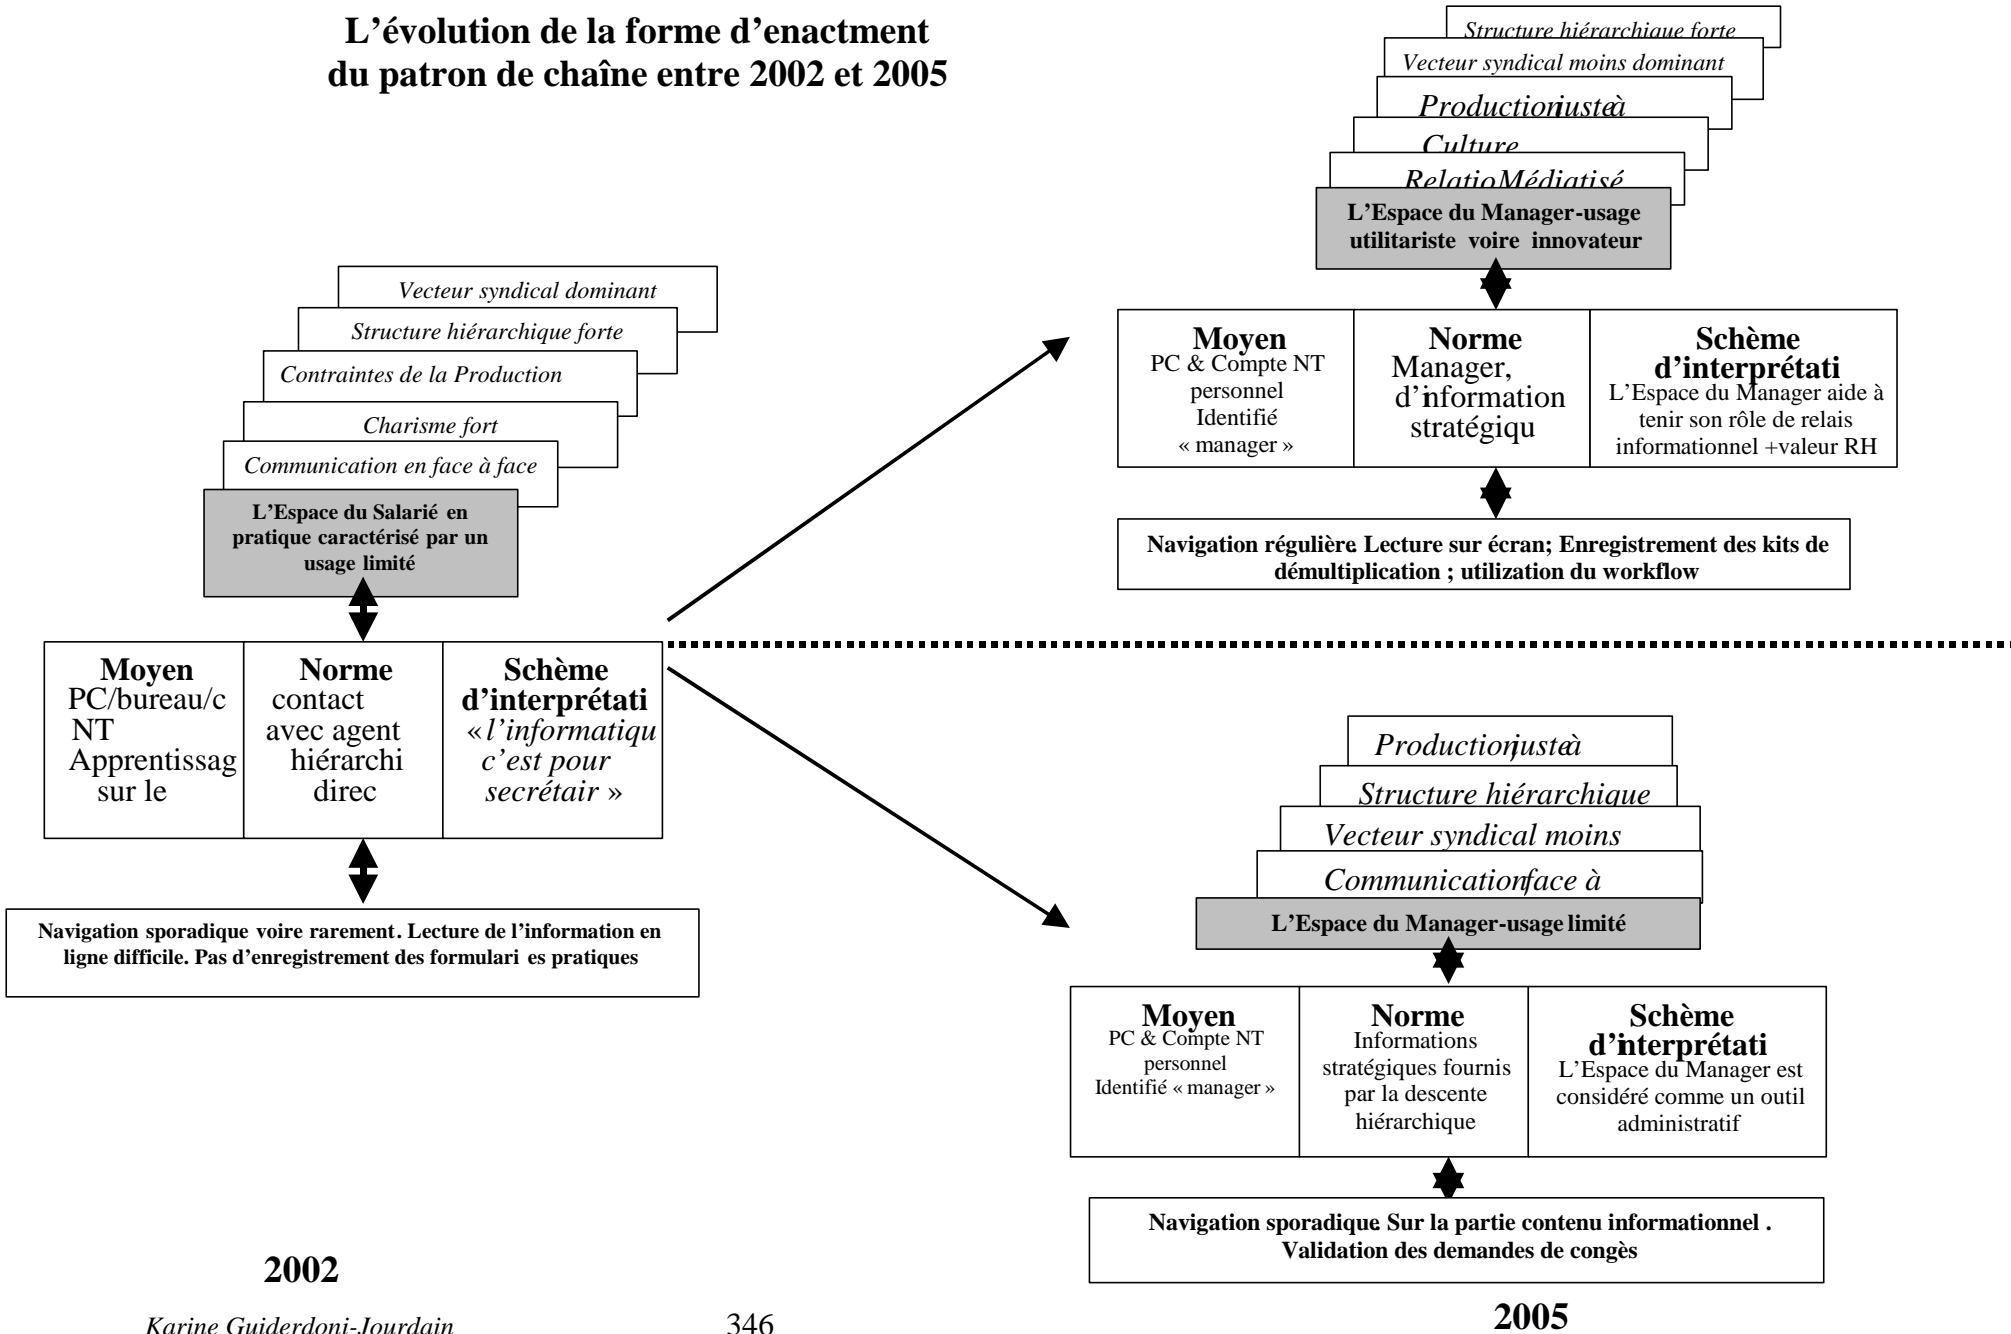 L'évolution de la forme d'enactment
du patron de chaîne entre 2002 et 2005
Vecteur syndical dominant
Structure hiérarchique forte
Contraintes de la Production
Charisme fort
Communication en face à face
L'Espace du Salarié en
pratique caractérisé par un
usage limité
Moyen
PC/bureau/c
NT
Apprentissag
sur le
Norme
contact
avec agent
hiérarchi
direc
Schème
d'interprétati
«l'informatiqu
c'est pour
secrétair »
Navigation sporadique voire rarement. Lecture de l'information en
ligne difficile. Pas d'enregistrement des formulari es pratiques
2002
Structure hiérarchique forte
Vecteur syndical moins dominant
Production juste à
Culture
Relatio Médiatisé
L'Espace du Manager-usage
utilitariste voire innovateur
Moyen
PC & Compte NT
personnel
Identifié
« manager »
Norme
Manager,
d'information
stratégiqu
Schème
d'interprétati
L'Espace du Manager aide à
tenir son rôle de relais
informationnel +valeur RH
Navigation régulière. Lecture sur écran; Enregistrement des kits de
démultiplication ; utilization du workflow
Production juste à
Structure hiérarchique
Vecteur syndical moins
Communication face à
L'Espace du Manager-usage limité
Moyen
PC & Compte NT
personnel
Identifié « manager »
Norme
Informations
stratégiques fournis
par la descente
hiérarchique
Schème
d'interprétati
L'Espace du Manager est
considéré comme un outil
administratif
Navigation sporadique. Sur la partie contenu informationnel .
Validation des demandes de congès
2005
Karine Guiderdoni-Jourdain
346